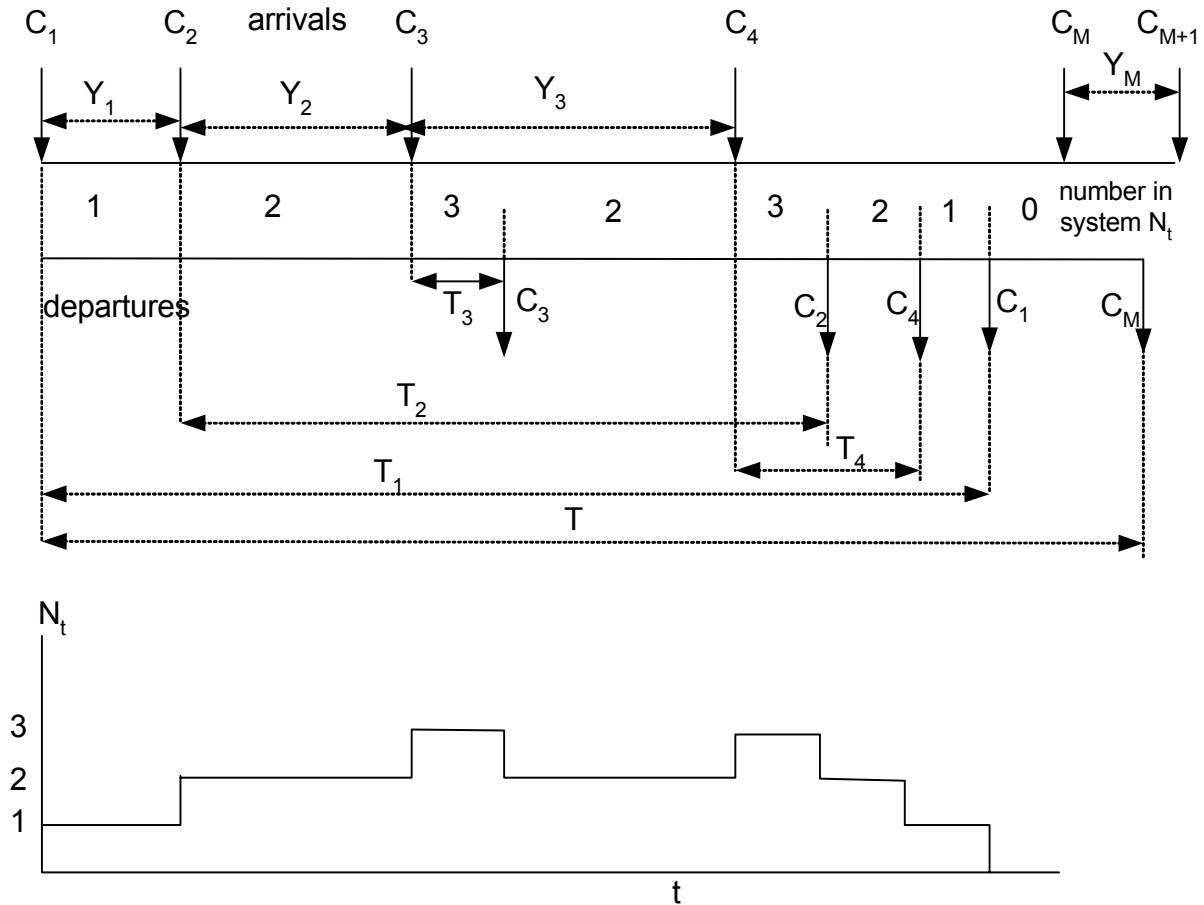 C1 C2 arrivals C3 C4 CM CM+1
Y1 Y2 Y3 YM
1 2 3 2 3 2 1 0 number in
system Nt
departures T3 C3 C2 C4 C1 CM
T2
T4
T1
T
Nt
3
2
1
t